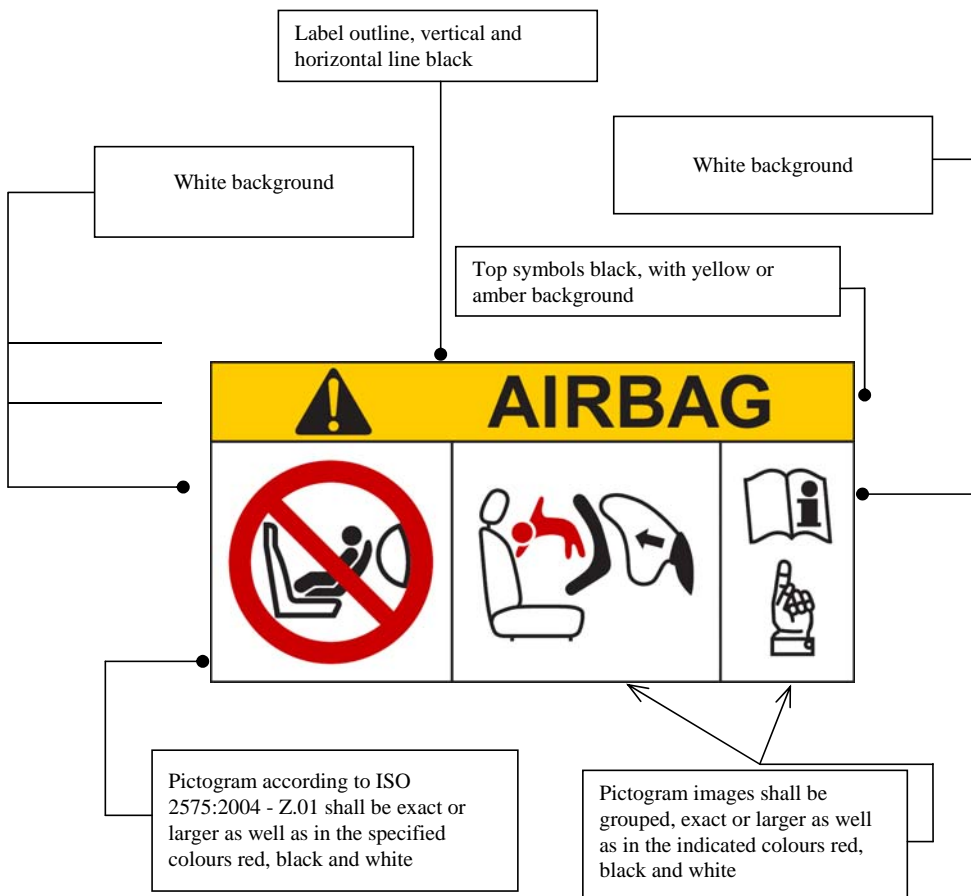 Label outline, vertical and
horizontal line black
White background
White background
Top symbols black, with yellow or
amber background
AIRBAG
Pictogram according to ISO
2575:2004 - Z.01 shall be exact or
larger as well as in the specified
colours red, black and white
Pictogram images shall be
grouped, exact or larger as well
as in the indicated colours red,
black and white